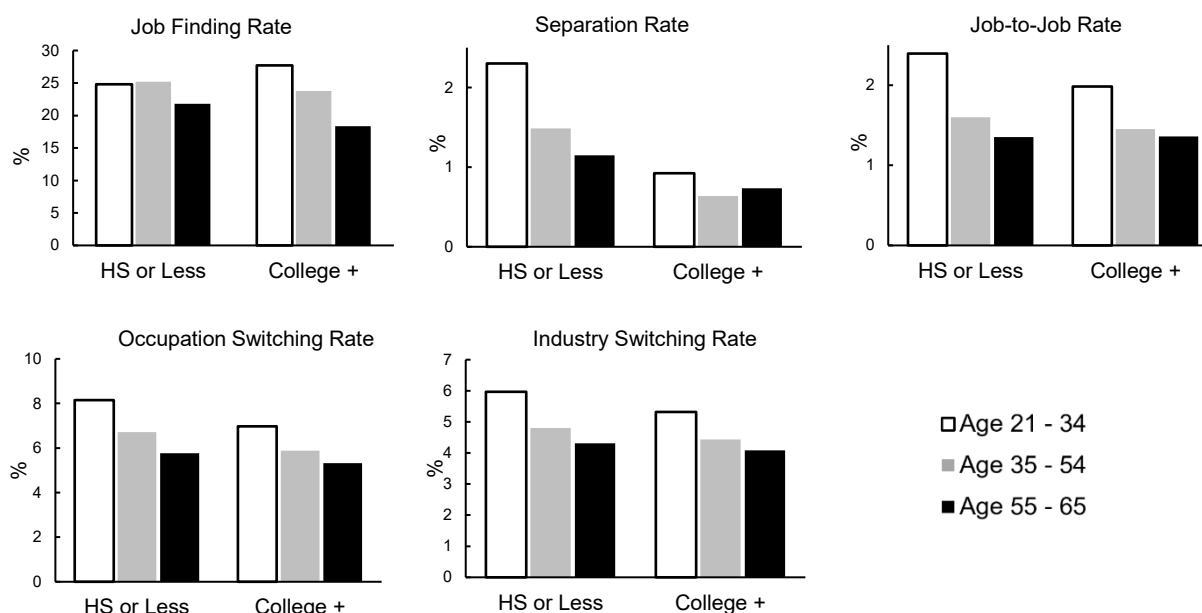 Job Finding Rate
30
25
20
15
10
5
0
%
HS or Less College +
Separation Rate
2
1
0
%
HS or Less College +
Job-to-Job Rate
2
1
0
%
HS or Less College +
Occupation Switching Rate
10
8
6
4
2
0
%
HS or Less College +
Industry Switching Rate
7
6
5
4
3
2
1
0
%
HS or Less College +
Age 21 - 34
Age 35 - 54
Age 55 - 65